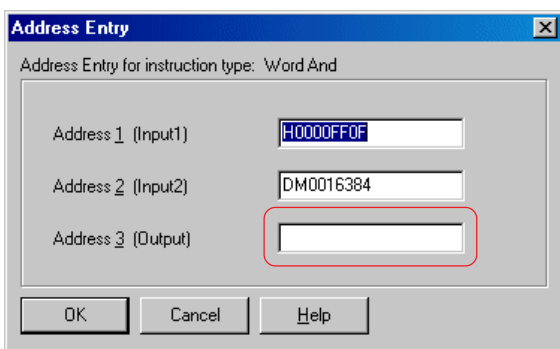 Address Entry
Address Entry for instruction type: Word And
Address 1 (Input1)
H0000FF0F
Address 2 (Input2)
DM0016384
Address 3 (Output)
OK
Cancel
Help